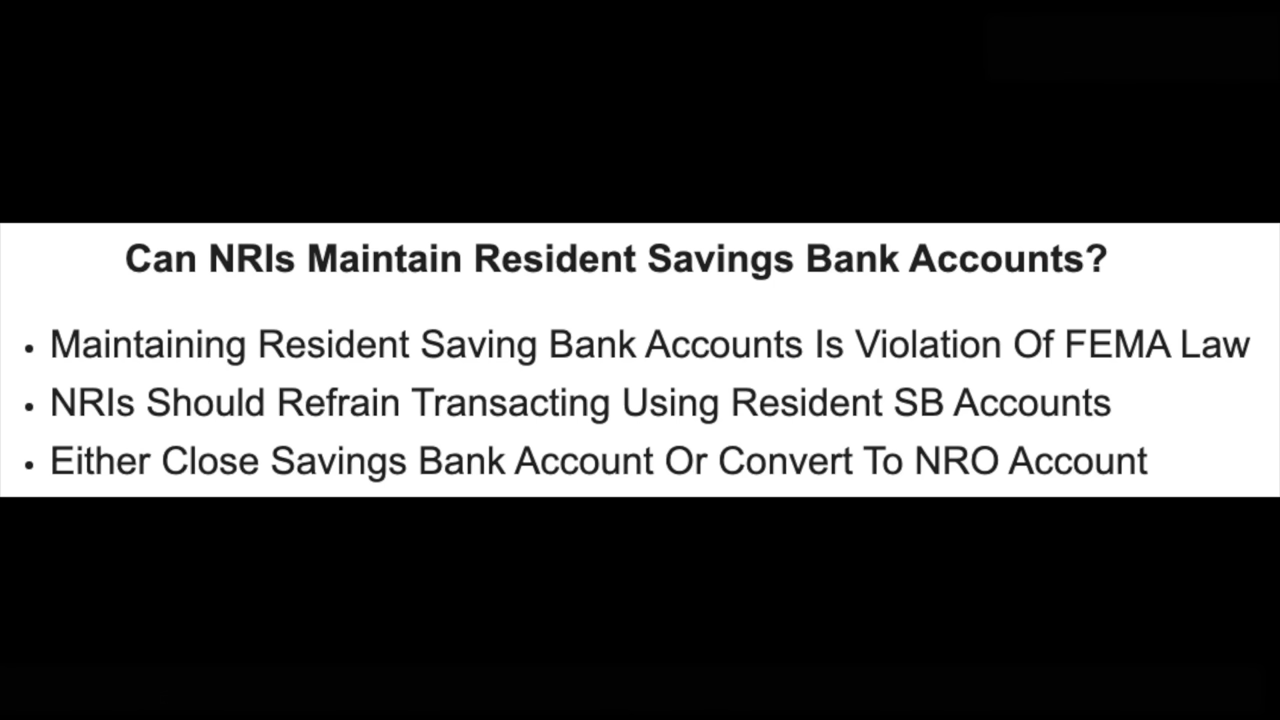 Can NRIs Maintain Resident Savings Bank Accounts?
• Maintaining Resident Saving Bank Accounts Is Violation Of FEMA Law
• NRIs Should Refrain Transacting Using Resident SB Accounts
• Either Close Savings Bank Account Or Convert To NRO Account